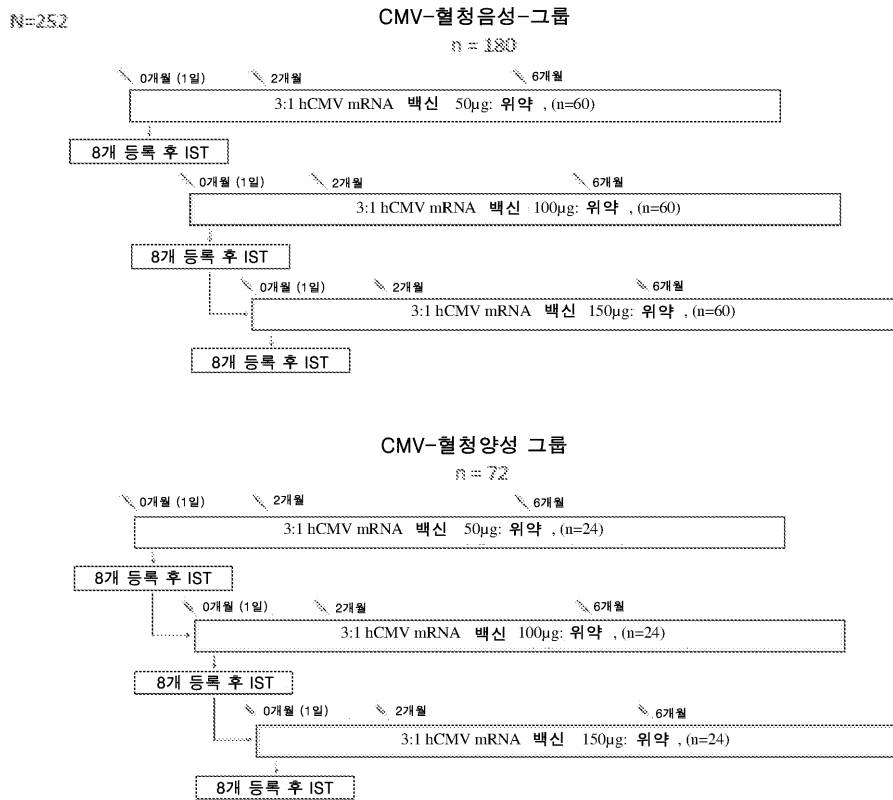 N=252
CMV-혈청음성-그룹
n = 180
0개월 (1일) 2개월 6개월
3:1 hCMV mRNA 백신 50µg: 위약 , (n=60)
8개 등록 후 IST
0개월 (1일) 2개월 6개월
3:1 hCMV mRNA 백신 100µg: 위약 , (n=60)
8개 등록 후 IST
0개월 (1일) 2개월 6개월
3:1 hCMV mRNA 백신 150µg: 위약 , (n=60)
8개 등록 후 IST
CMV-혈청양성 그룹
n = 72
0개월 (1일) 2개월 6개월
3:1 hCMV mRNA 백신 50µg: 위약 , (n=24)
8개 등록 후 IST
0개월 (1일) 2개월 6개월
3:1 hCMV mRNA 백신 100µg: 위약 , (n=24)
8개 등록 후 IST
0개월 (1일) 2개월 6개월
3:1 hCMV mRNA 백신 150µg: 위약 , (n=24)
8개 등록 후 IST